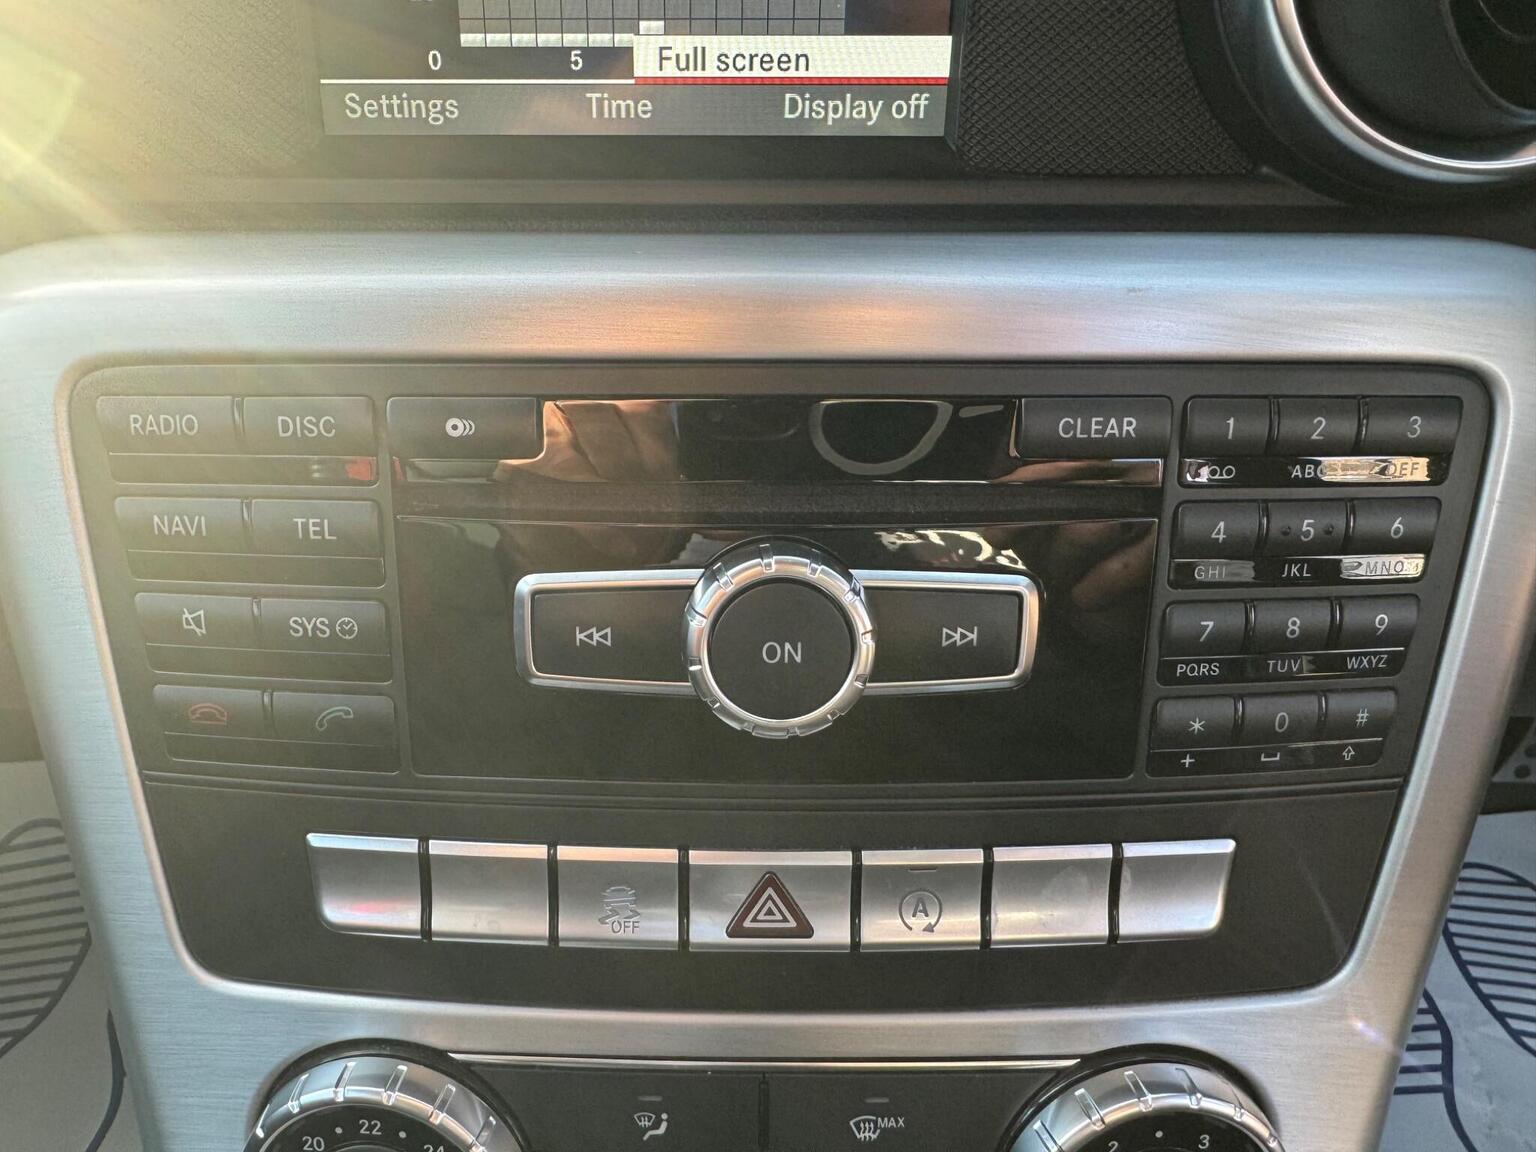 0 5 Full screen
Settings Time Display off
RADIO DISC CLEAR 1 2 3
ABC DEF
NAVI TEL 4 5 6
GHI JKL MNO
SYS ON 7 8 9
PQRS TUV WXYZ
* 0 #
+
OFF A
MAX
20 • 22 • 24
2 • 3